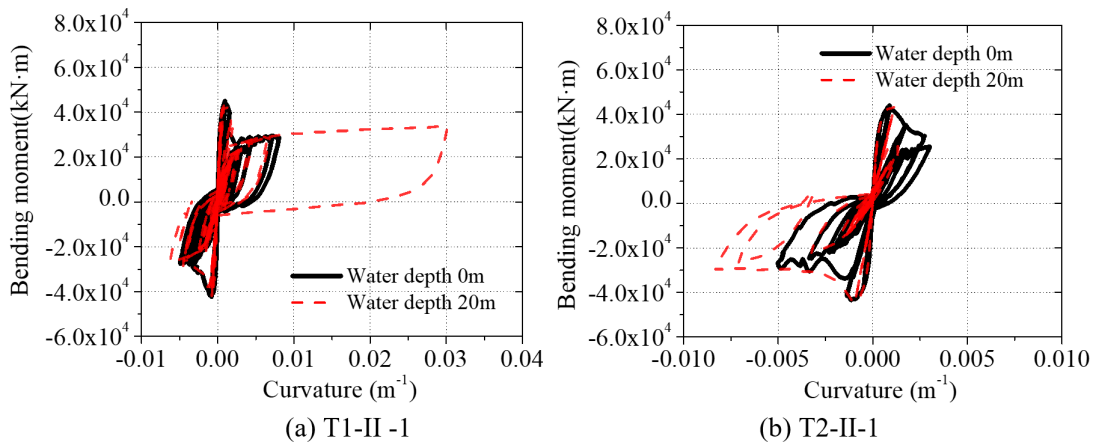 8.0x10⁴
6.0x10⁴
4.0x10⁴
2.0x10⁴
0.0
-2.0x10⁴
-4.0x10⁴
-6.0x10⁴
Bending moment(kN·m)
Water depth 0m
Water depth 20m
-0.01 0.00 0.01 0.02 0.03 0.04
Curvature (m⁻¹)
(a) T1-II -1
8.0x10⁴
6.0x10⁴
4.0x10⁴
2.0x10⁴
0.0
-2.0x10⁴
-4.0x10⁴
-6.0x10⁴
Bending moment(kN·m)
Water depth 0m
Water depth 20m
-0.010 -0.005 0.000 0.005 0.010
Curvature (m⁻¹)
(b) T2-II-1